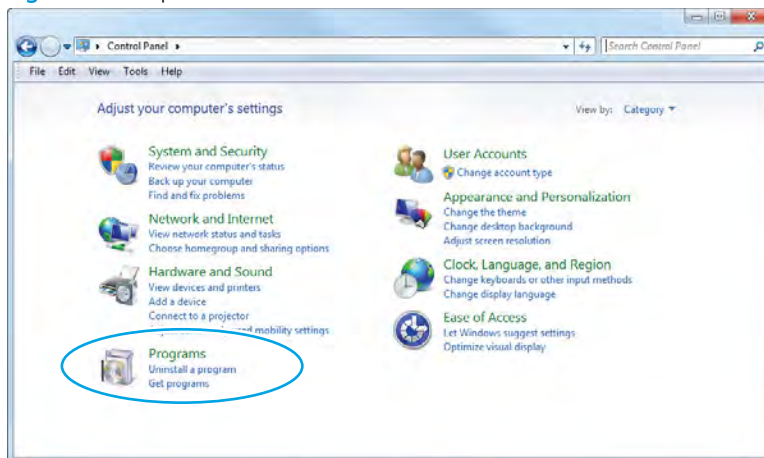 Control Panel
Search Control Panel
File Edit View Tools Help
Adjust your computer's settings
View by: Category
System and Security
Review your computer's status
Back up your computer
Find and fix problems
Network and Internet
View network status and tasks
Choose homegroup and sharing options
Hardware and Sound
View devices and printers
Add a device
Connect to a projector
mobility settings
Programs
Uninstall a program
Get programs
User Accounts
Change account type
Appearance and Personalization
Change the theme
Change desktop background
Adjust screen resolution
Clock, Language, and Region
Change keyboards or other input methods
Change display language
Ease of Access
Let Windows suggest settings
Optimize visual display